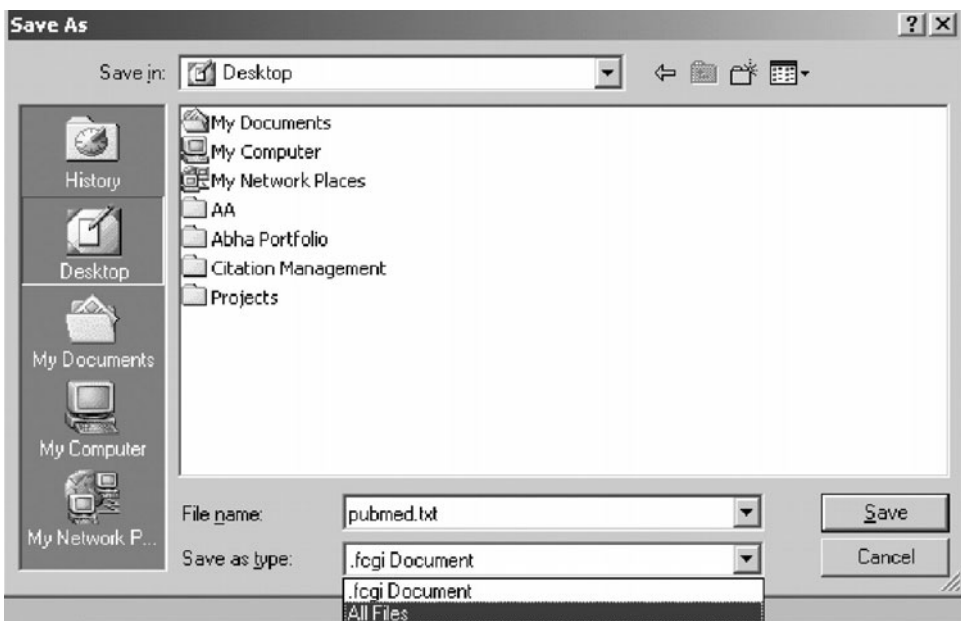 Save As
Save in: Desktop
History
Desktop
My Documents
My Computer
My Network P...
My Documents
My Computer
My Network Places
AA
Abha Portfolio
Citation Management
Projects
File name: pubmed.txt Save
Save as type: .fcgi Document Cancel
.fcgi Document
All Files